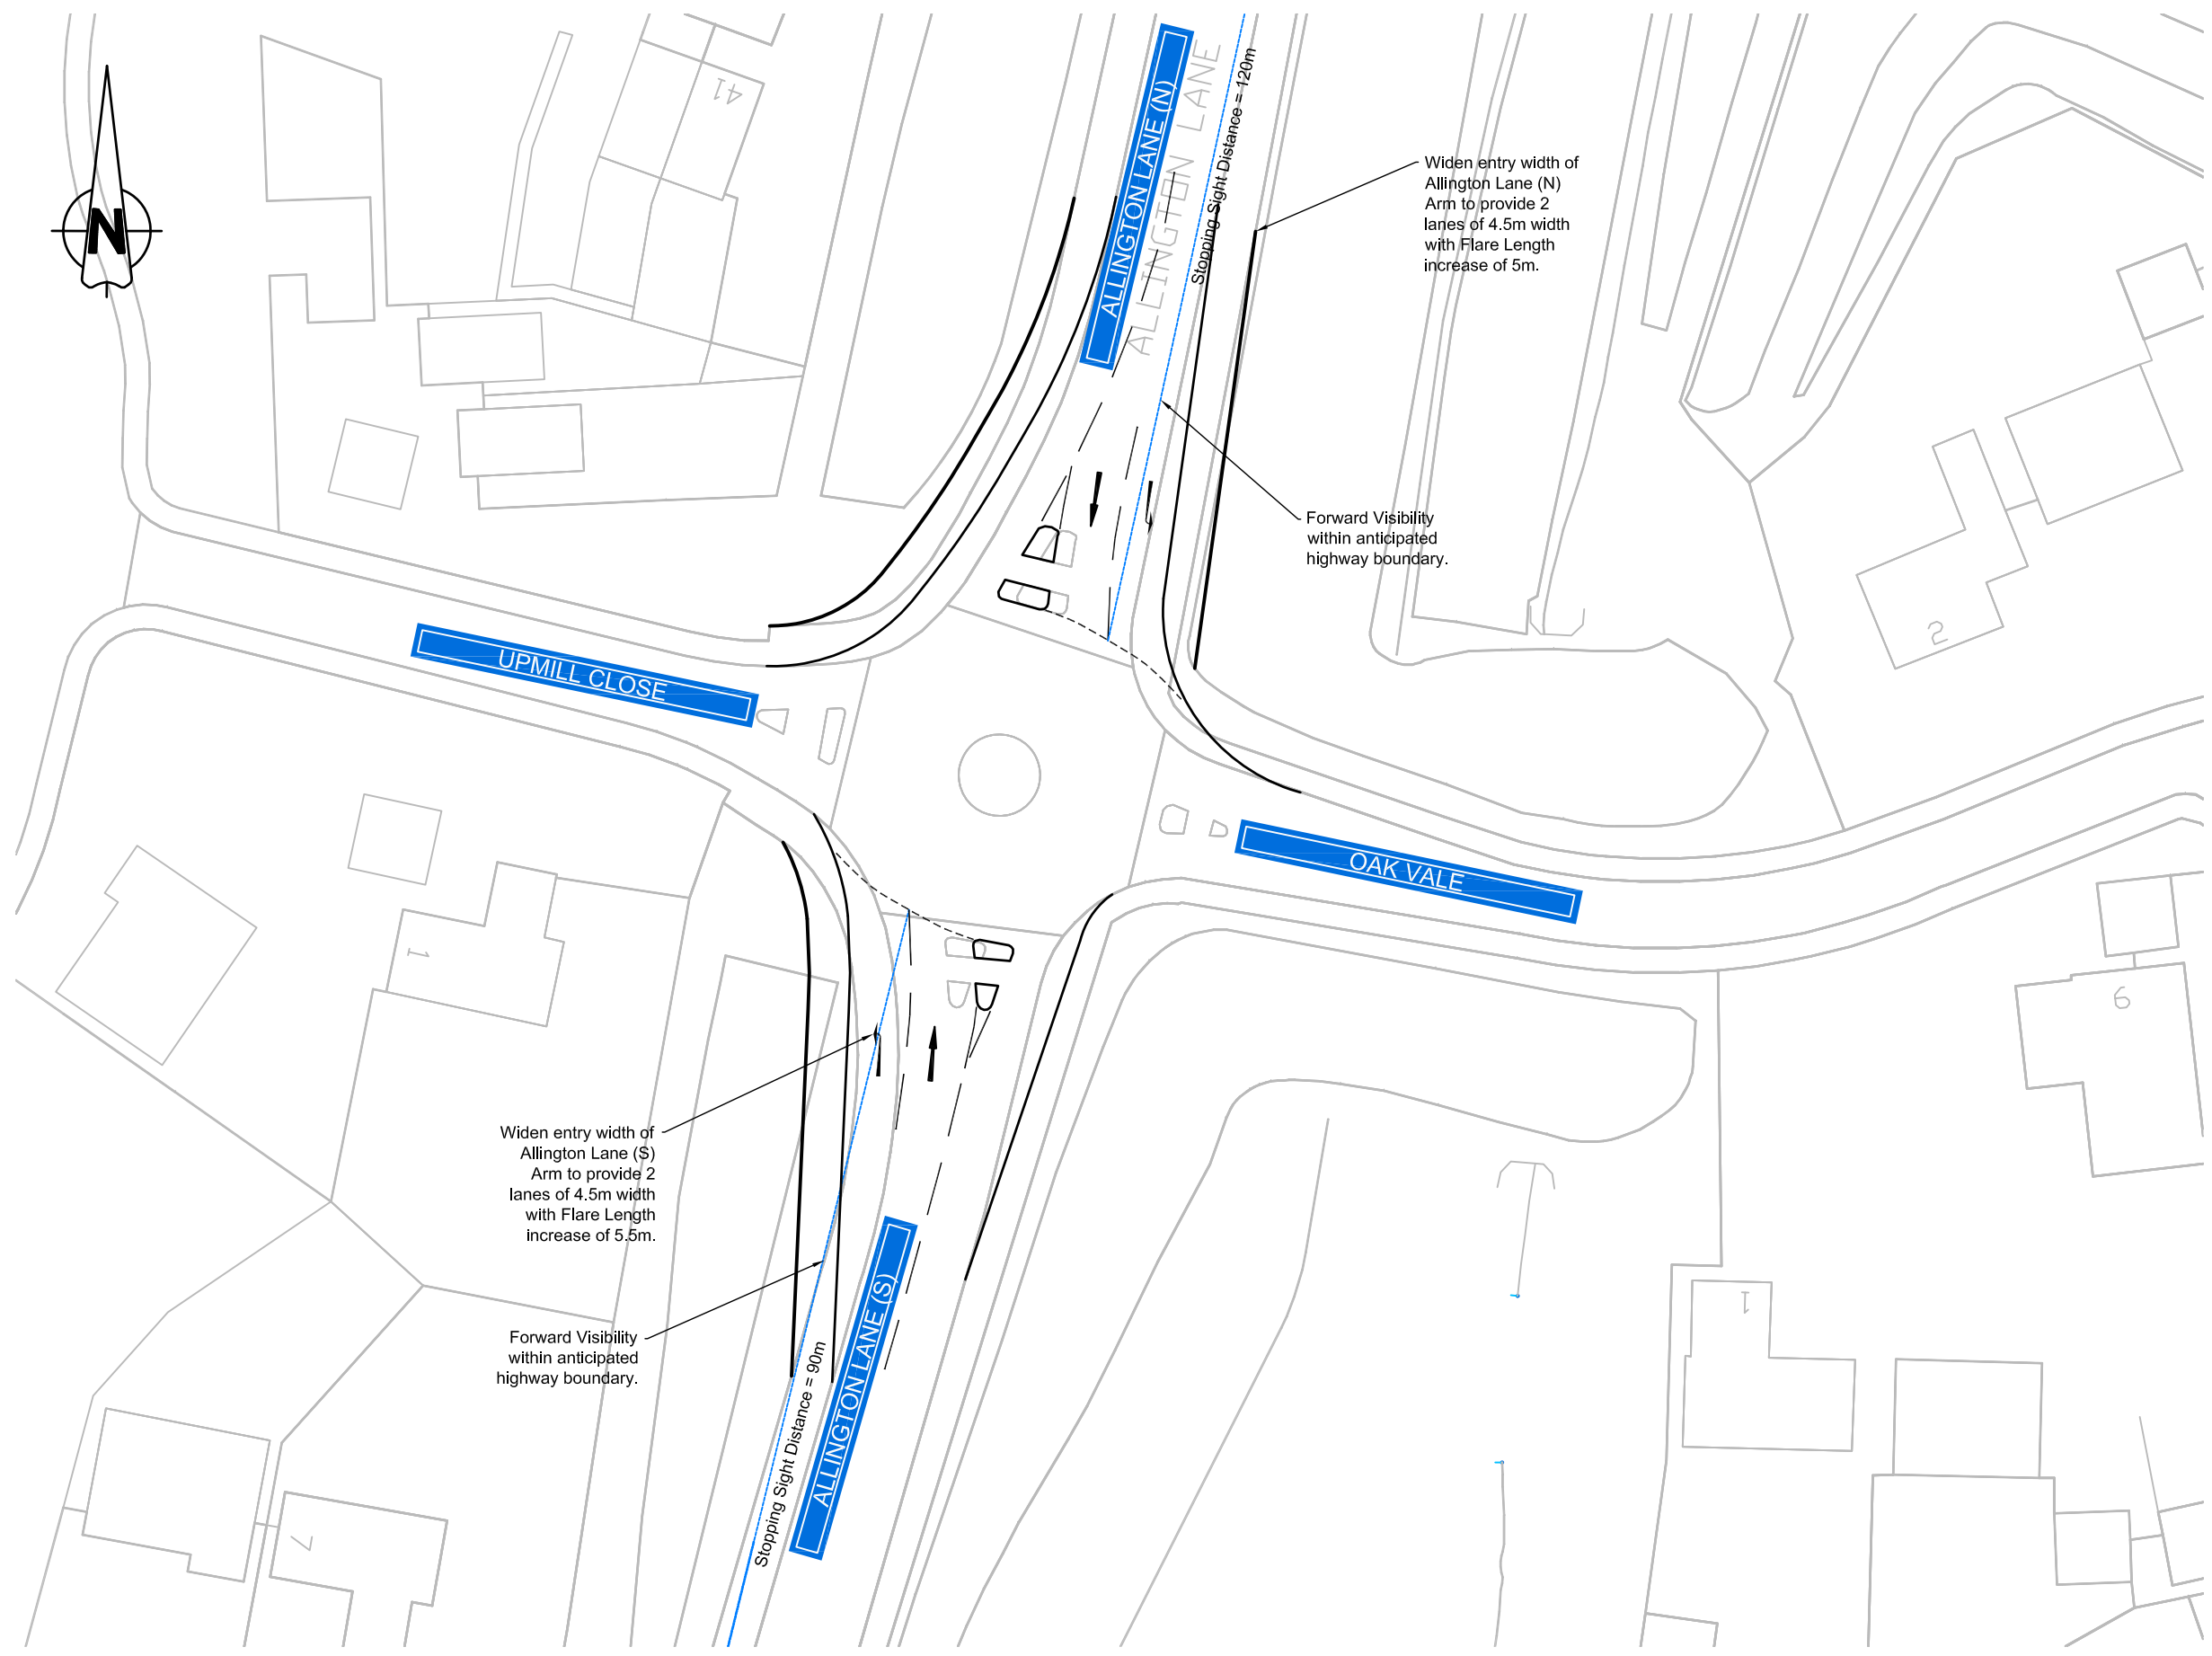 ALLINGTON LANE (N)
ALLINGTON LANE
Stopping Sight Distance = 120m
41
N
Widen entry width of
Allington Lane (N)
Arm to provide 2
lanes of 4.5m width
with Flare Length
increase of 5m.
Forward Visibility
within anticipated
highway boundary.
2
UPMILL CLOSE
OAK VALE
1
6
Widen entry width of
Allington Lane (S)
Arm to provide 2
lanes of 4.5m width
with Flare Length
increase of 5.5m.
Forward Visibility
within anticipated
highway boundary.
Stopping Sight Distance = 90m
ALLINGTON LANE (S)
1
7